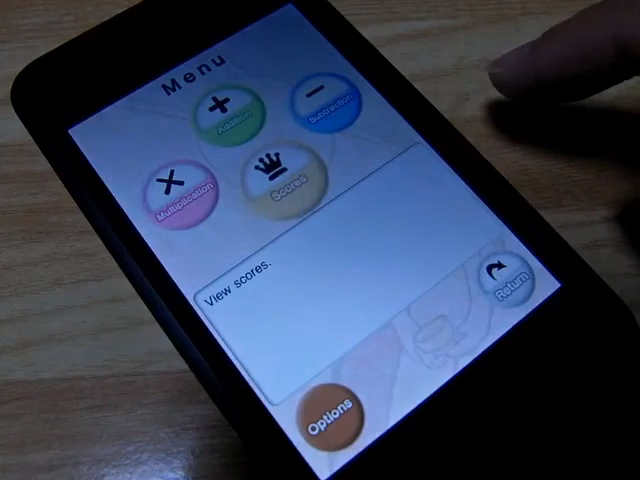 Menu
+
Addition
−
Subtraction
×
Multiplication
Scores
View scores.
Return
Options